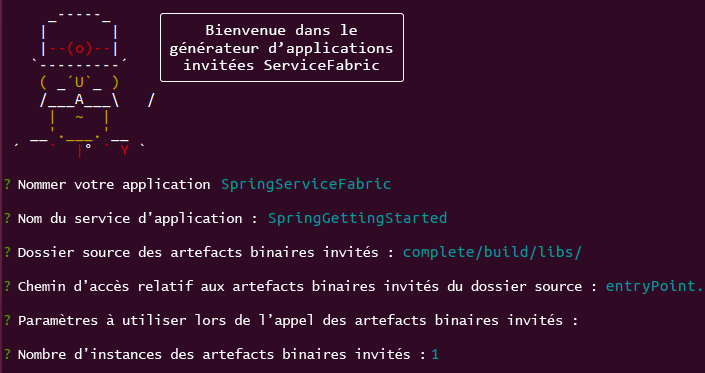 Bienvenue dans le
générateur d'applications
invitées ServiceFabric
? Nommer votre application SpringServiceFabric
? Nom du service d'application : SpringGettingStarted
? Dossier source des artefacts binaires invités : complete/build/libs/
? Chemin d'accès relatif aux artefacts binaires invités du dossier source : entryPoint.
? Paramètres à utiliser lors de l'appel des artefacts binaires invités :
? Nombre d'instances des artefacts binaires invités : 1